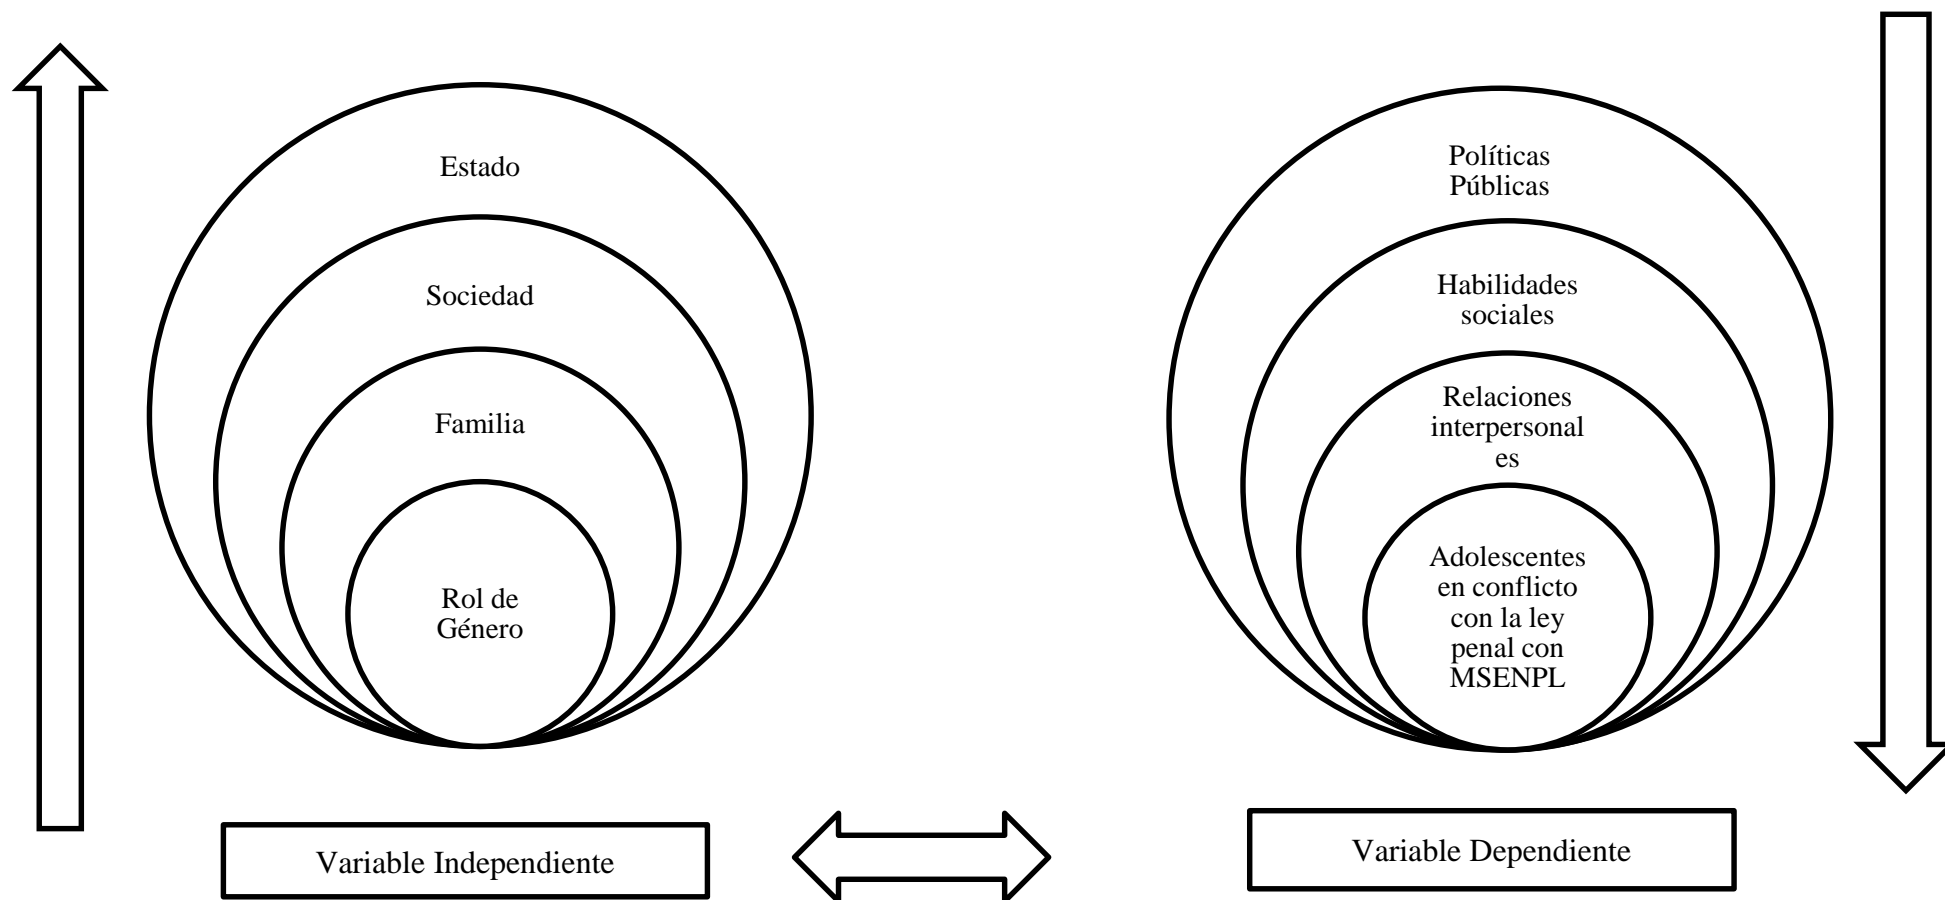 Estado
Sociedad
Familia
Rol de
Género
Variable Independiente
Políticas
Públicas
Habilidades
sociales
Relaciones
interpersonal
es
Adolescentes
en conflicto
con la ley
penal con
MSENPL
Variable Dependiente